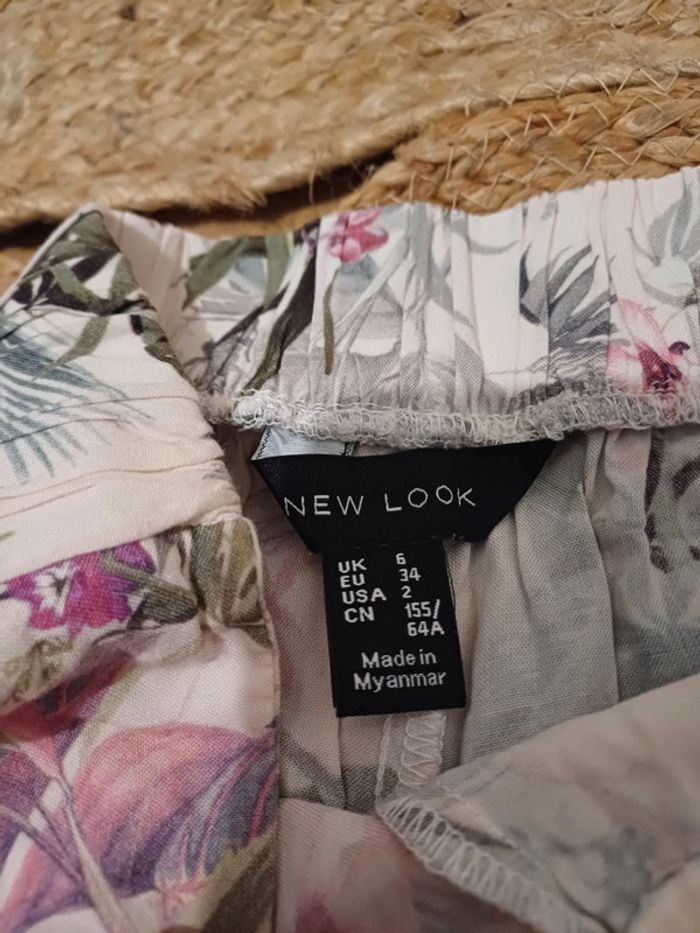 NEW LOOK
UK 6
EU 34
USA 2
CN 155/
64A
Made in
Myanmar